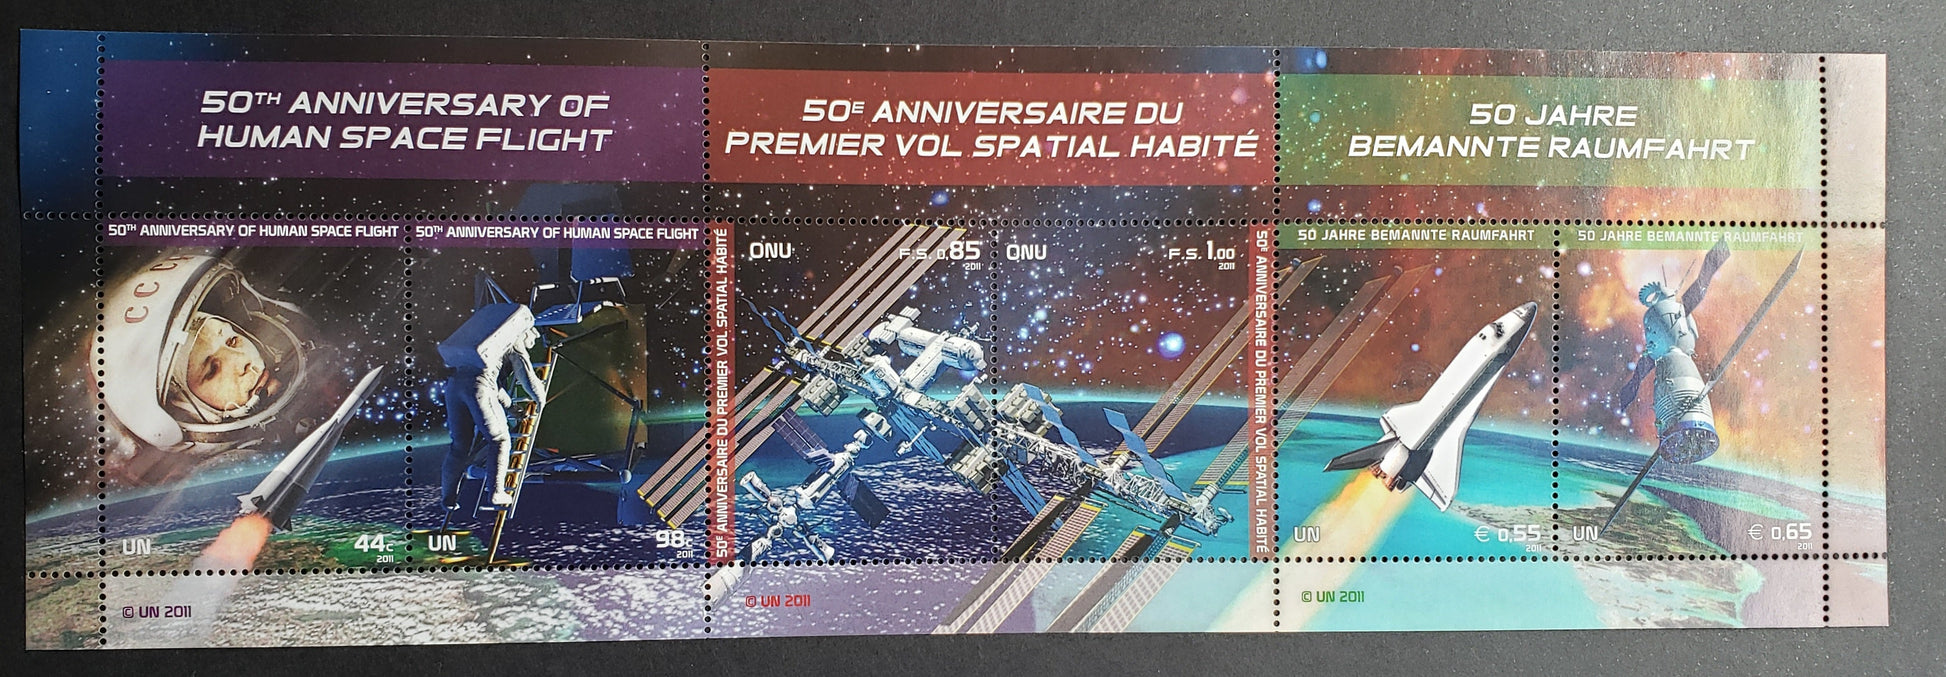 50TH ANNIVERSARY OF
HUMAN SPACE FLIGHT
50E ANNIVERSAIRE DU
PREMIER VOL SPATIAL HABITÉ
50 JAHRE
BEMANNTE RAUMFAHRT
50TH ANNIVERSARY OF HUMAN SPACE FLIGHT
CCC
UN
44c
2011
50TH ANNIVERSARY OF HUMAN SPACE FLIGHT
UN
98c
2011
50E ANNIVERSAIRE DU PREMIER VOL SPATIAL HABITÉ
ONU
F.S. 0,85
2011
ONU
F.S. 1.00
2011
50E ANNIVERSAIRE DU PREMIER VOL SPATIAL HABITÉ
50 JAHRE BEMANNTE RAUMFAHRT
UN
€ 0,55
2011
50 JAHRE BEMANNTE RAUMFAHRT
UN
€ 0,65
2011
© UN 2011
© UN 2011
© UN 2011